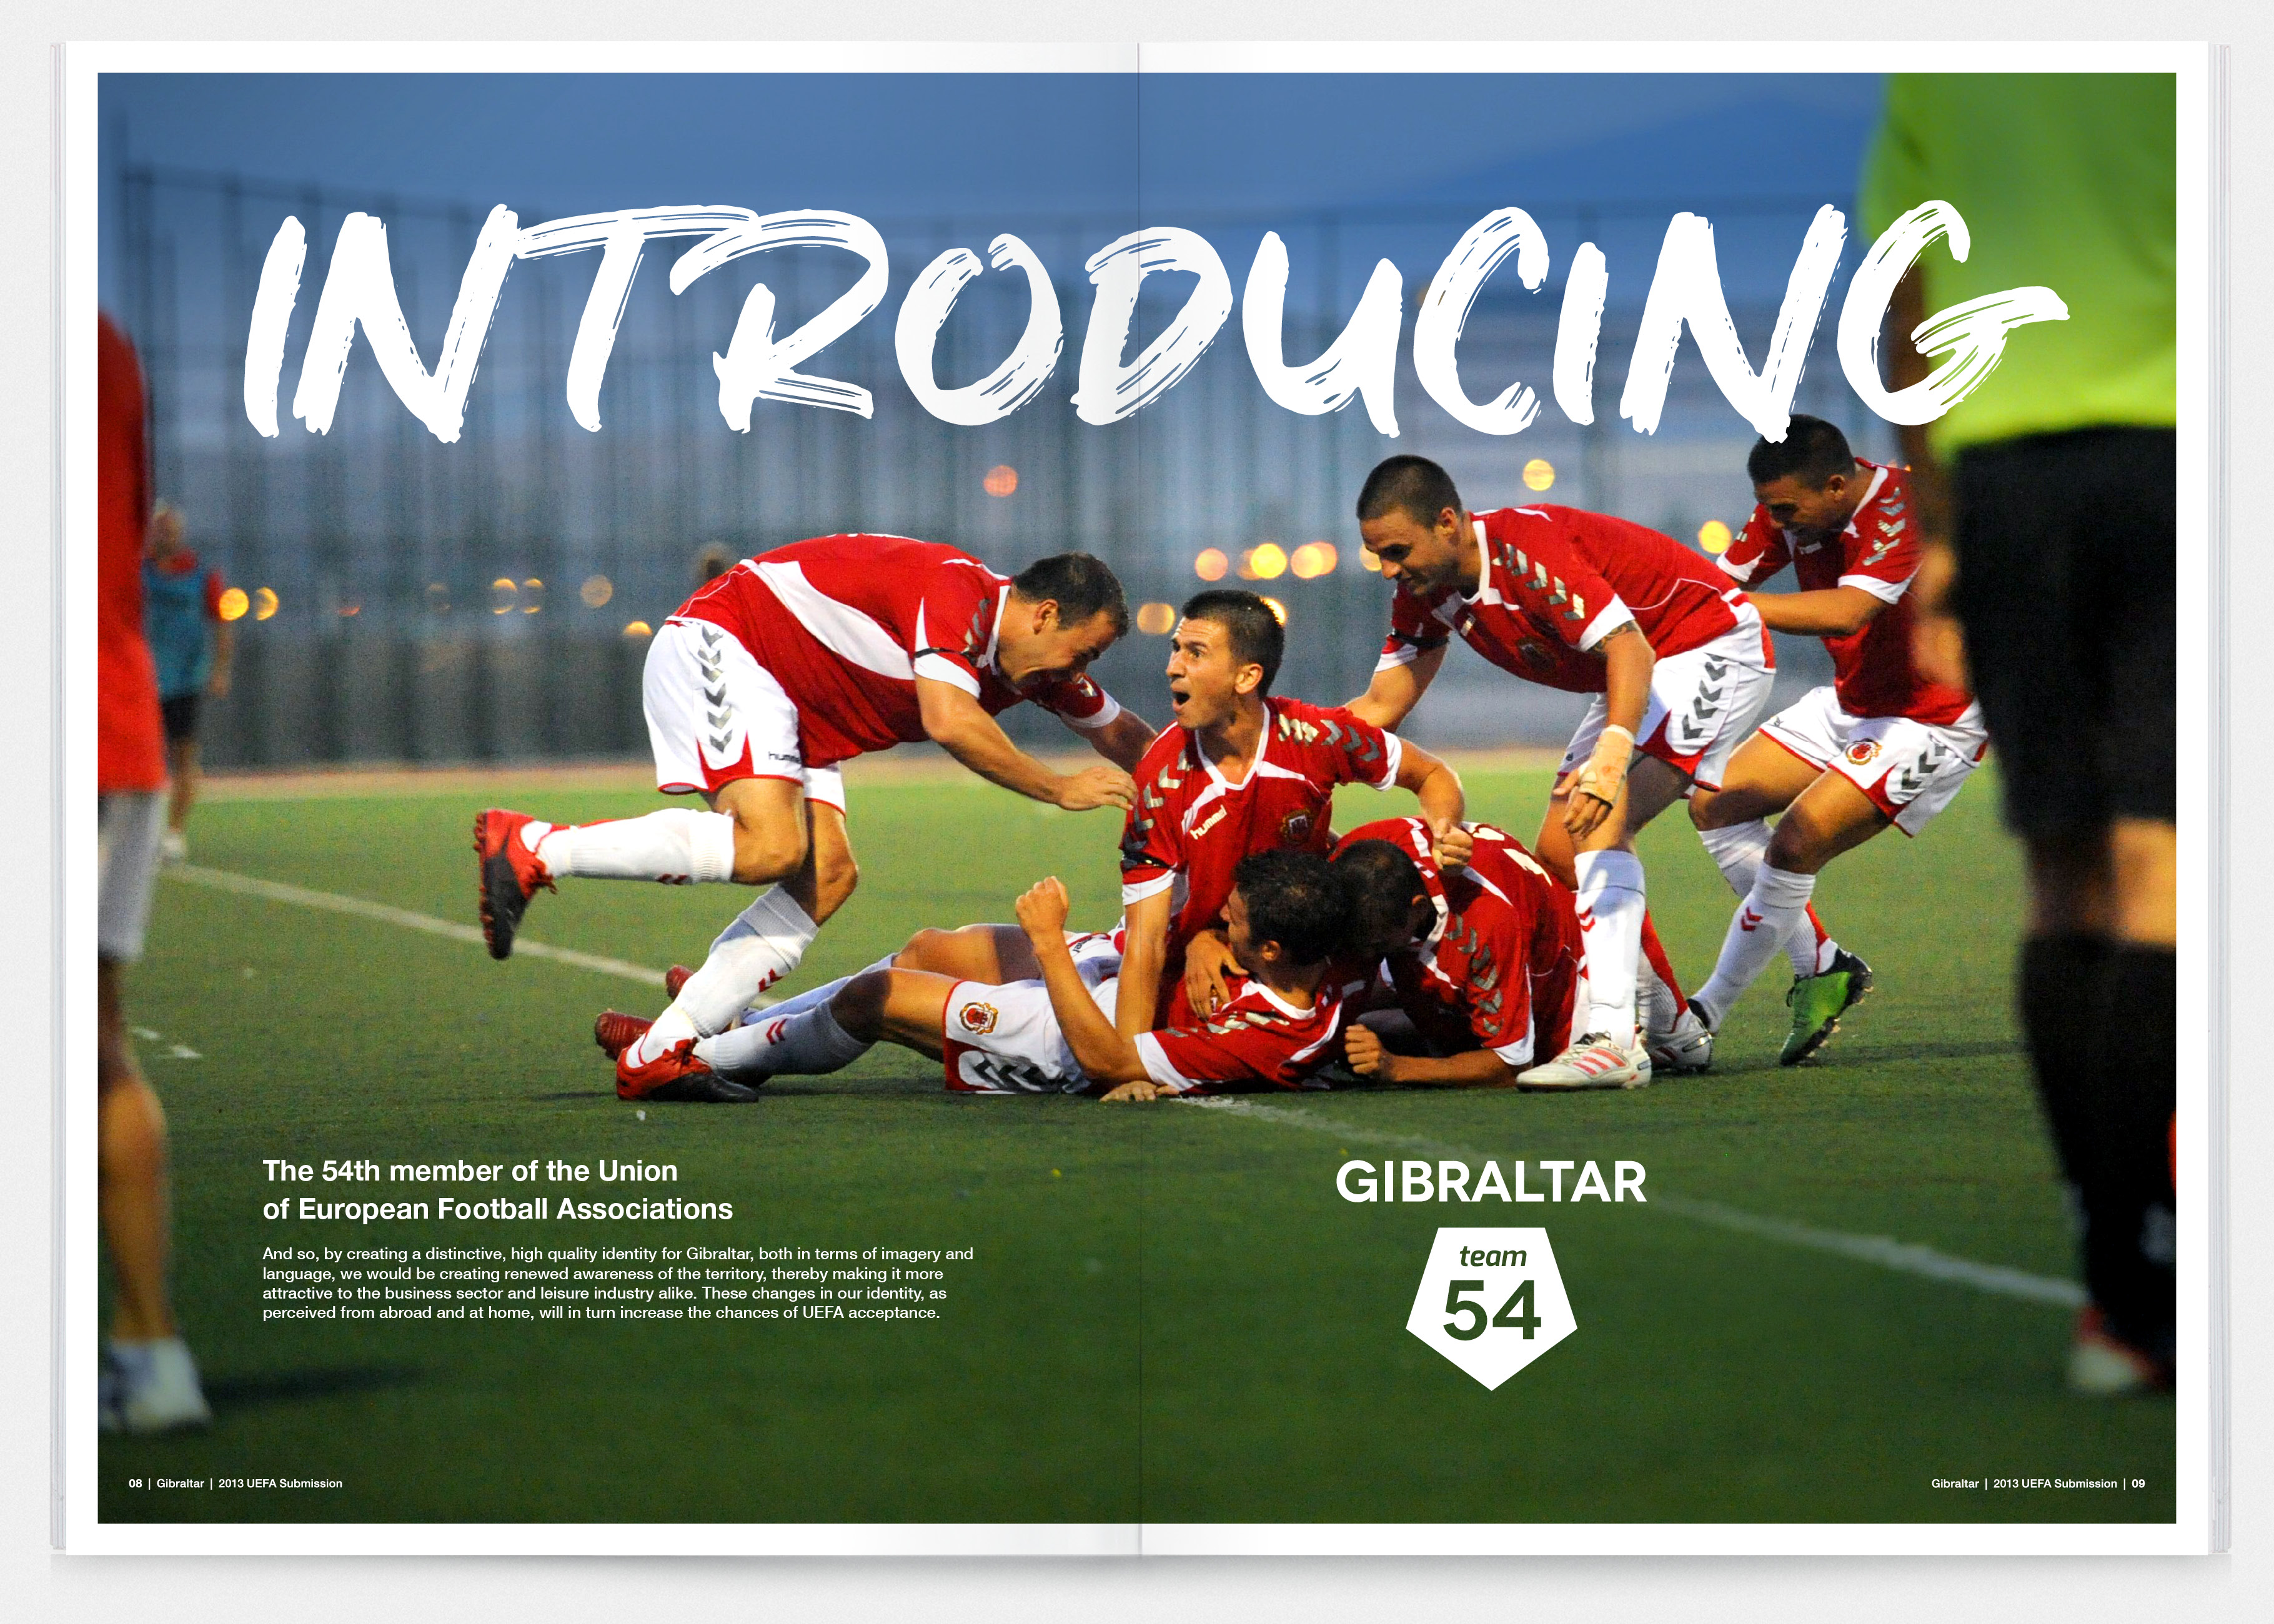 INTRODUCING
hummel
The 54th member of the Union
of European Football Associations
And so, by creating a distinctive, high quality identity for Gibraltar, both in terms of imagery and
language, we would be creating renewed awareness of the territory, thereby making it more
attractive to the business sector and leisure industry alike. These changes in our identity, as
perceived from abroad and at home, will in turn increase the chances of UEFA acceptance.
GIBRALTAR
team
54
08 | Gibraltar | 2013 UEFA Submission
Gibraltar | 2013 UEFA Submission | 09